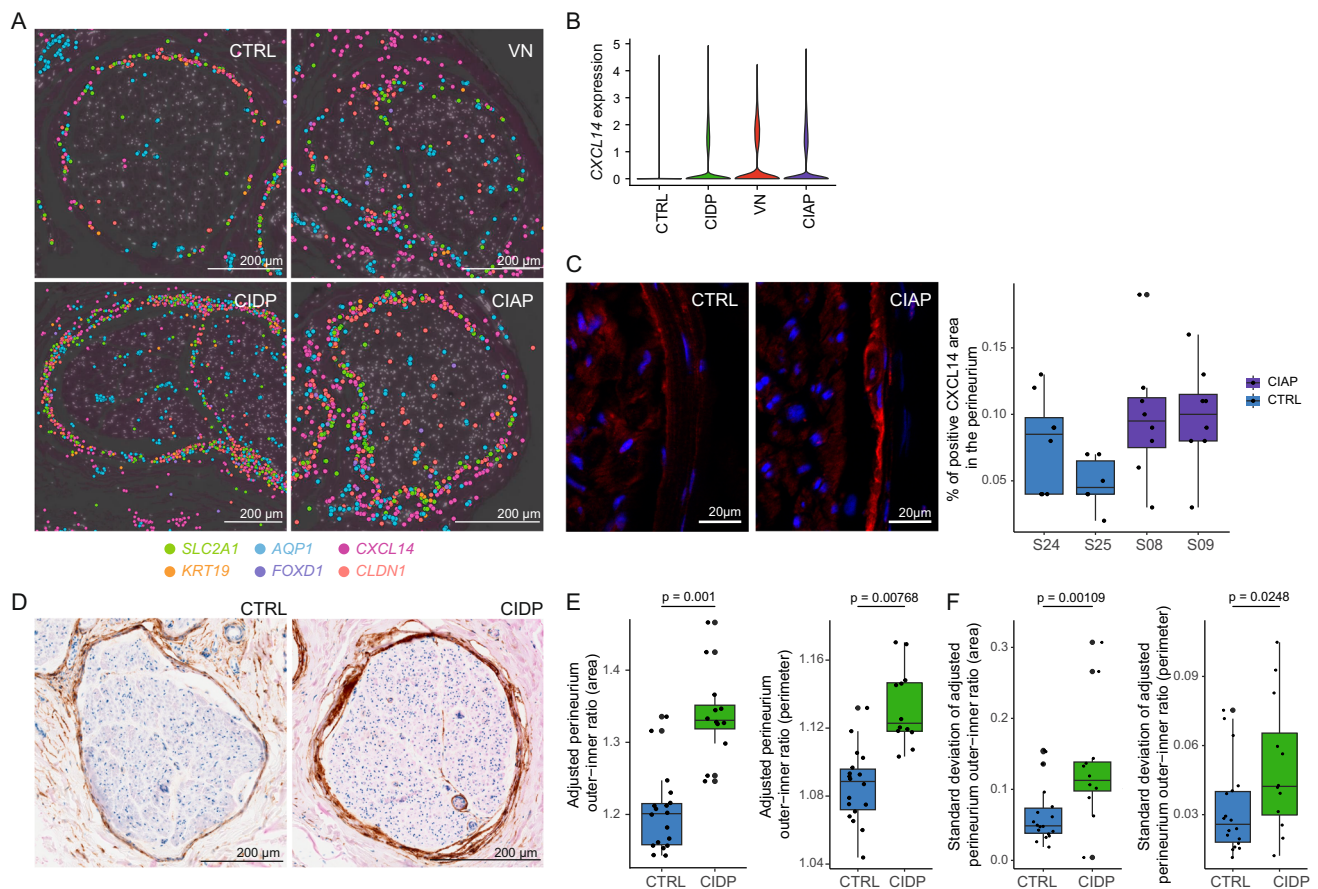 A
CTRL
VN
200 µm
200 µm
CIDP
CIAP
200 µm
200 µm
SLC2A1
AQP1
CXCL14
KRT19
FOXD1
CLDN1
B
CXCL14 expression
5
4
3
2
1
0
CTRL
CIDP
VN
CIAP
C
CTRL
CIAP
20µm
20µm
% of positive CXCL14 area
in the perineurium
0.15
0.10
0.05
S24
S25
S08
S09
CIAP
CTRL
D
CTRL
CIDP
200 µm
200 µm
E
p = 0.001
Adjusted perineurium
outer−inner ratio (area)
1.4
1.3
1.2
CTRL
CIDP
p = 0.00768
Adjusted perineurium
outer−inner ratio (perimeter)
1.16
1.12
1.08
1.04
CTRL
CIDP
F
p = 0.00109
Standard deviation of adjusted
perineurium outer−inner ratio (area)
0.3
0.2
0.1
0.0
CTRL
CIDP
p = 0.0248
Standard deviation of adjusted
perineurium outer−inner ratio (perimeter)
0.09
0.06
0.03
CTRL
CIDP